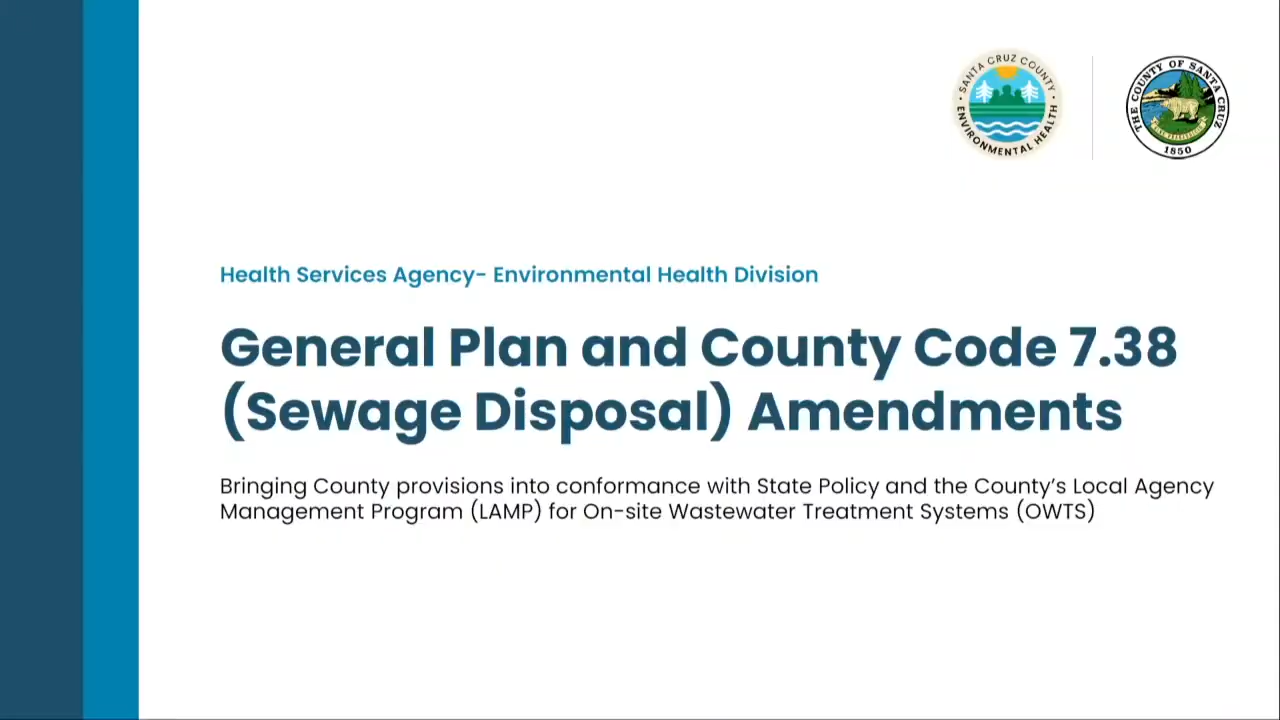 SANTA CRUZ COUNTY
ENVIRONMENTAL HEALTH
THE COUNTY OF SANTA CRUZ
1850
Health Services Agency- Environmental Health Division
General Plan and County Code 7.38
(Sewage Disposal) Amendments
Bringing County provisions into conformance with State Policy and the County’s Local Agency
Management Program (LAMP) for On-site Wastewater Treatment Systems (OWTS)